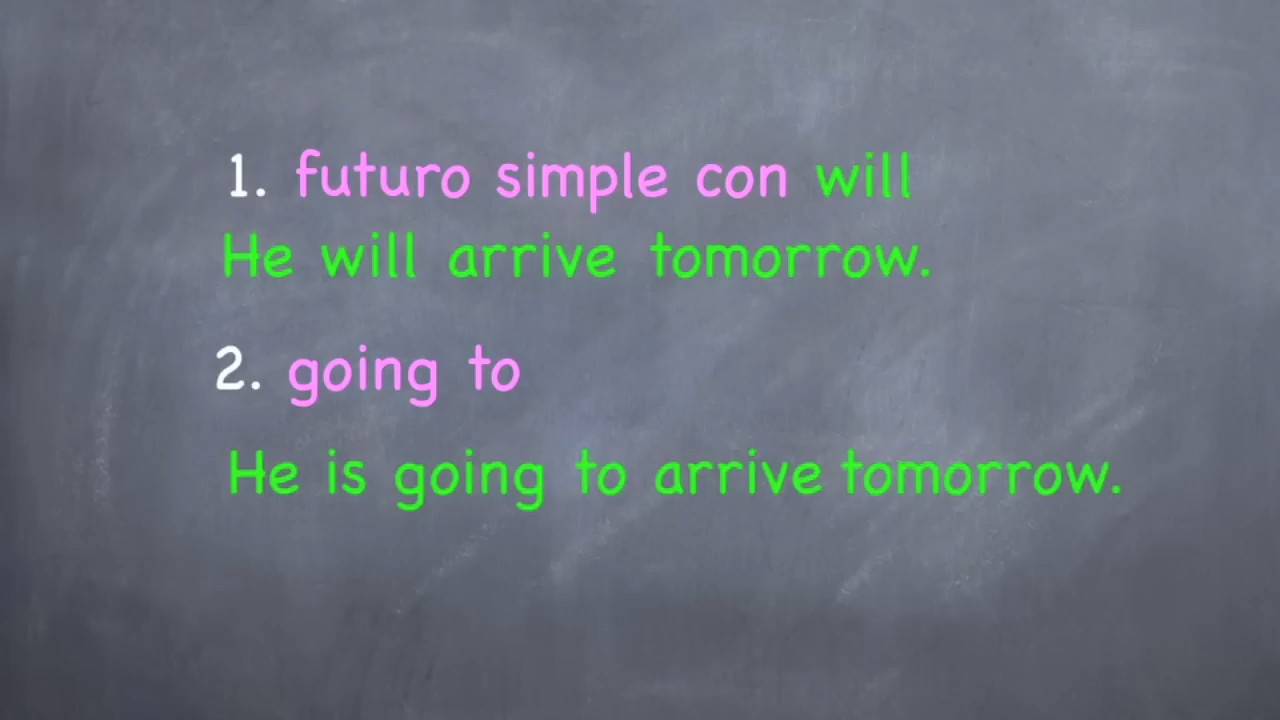 1. futuro simple con will
He will arrive tomorrow.
2. going to
He is going to arrive tomorrow.